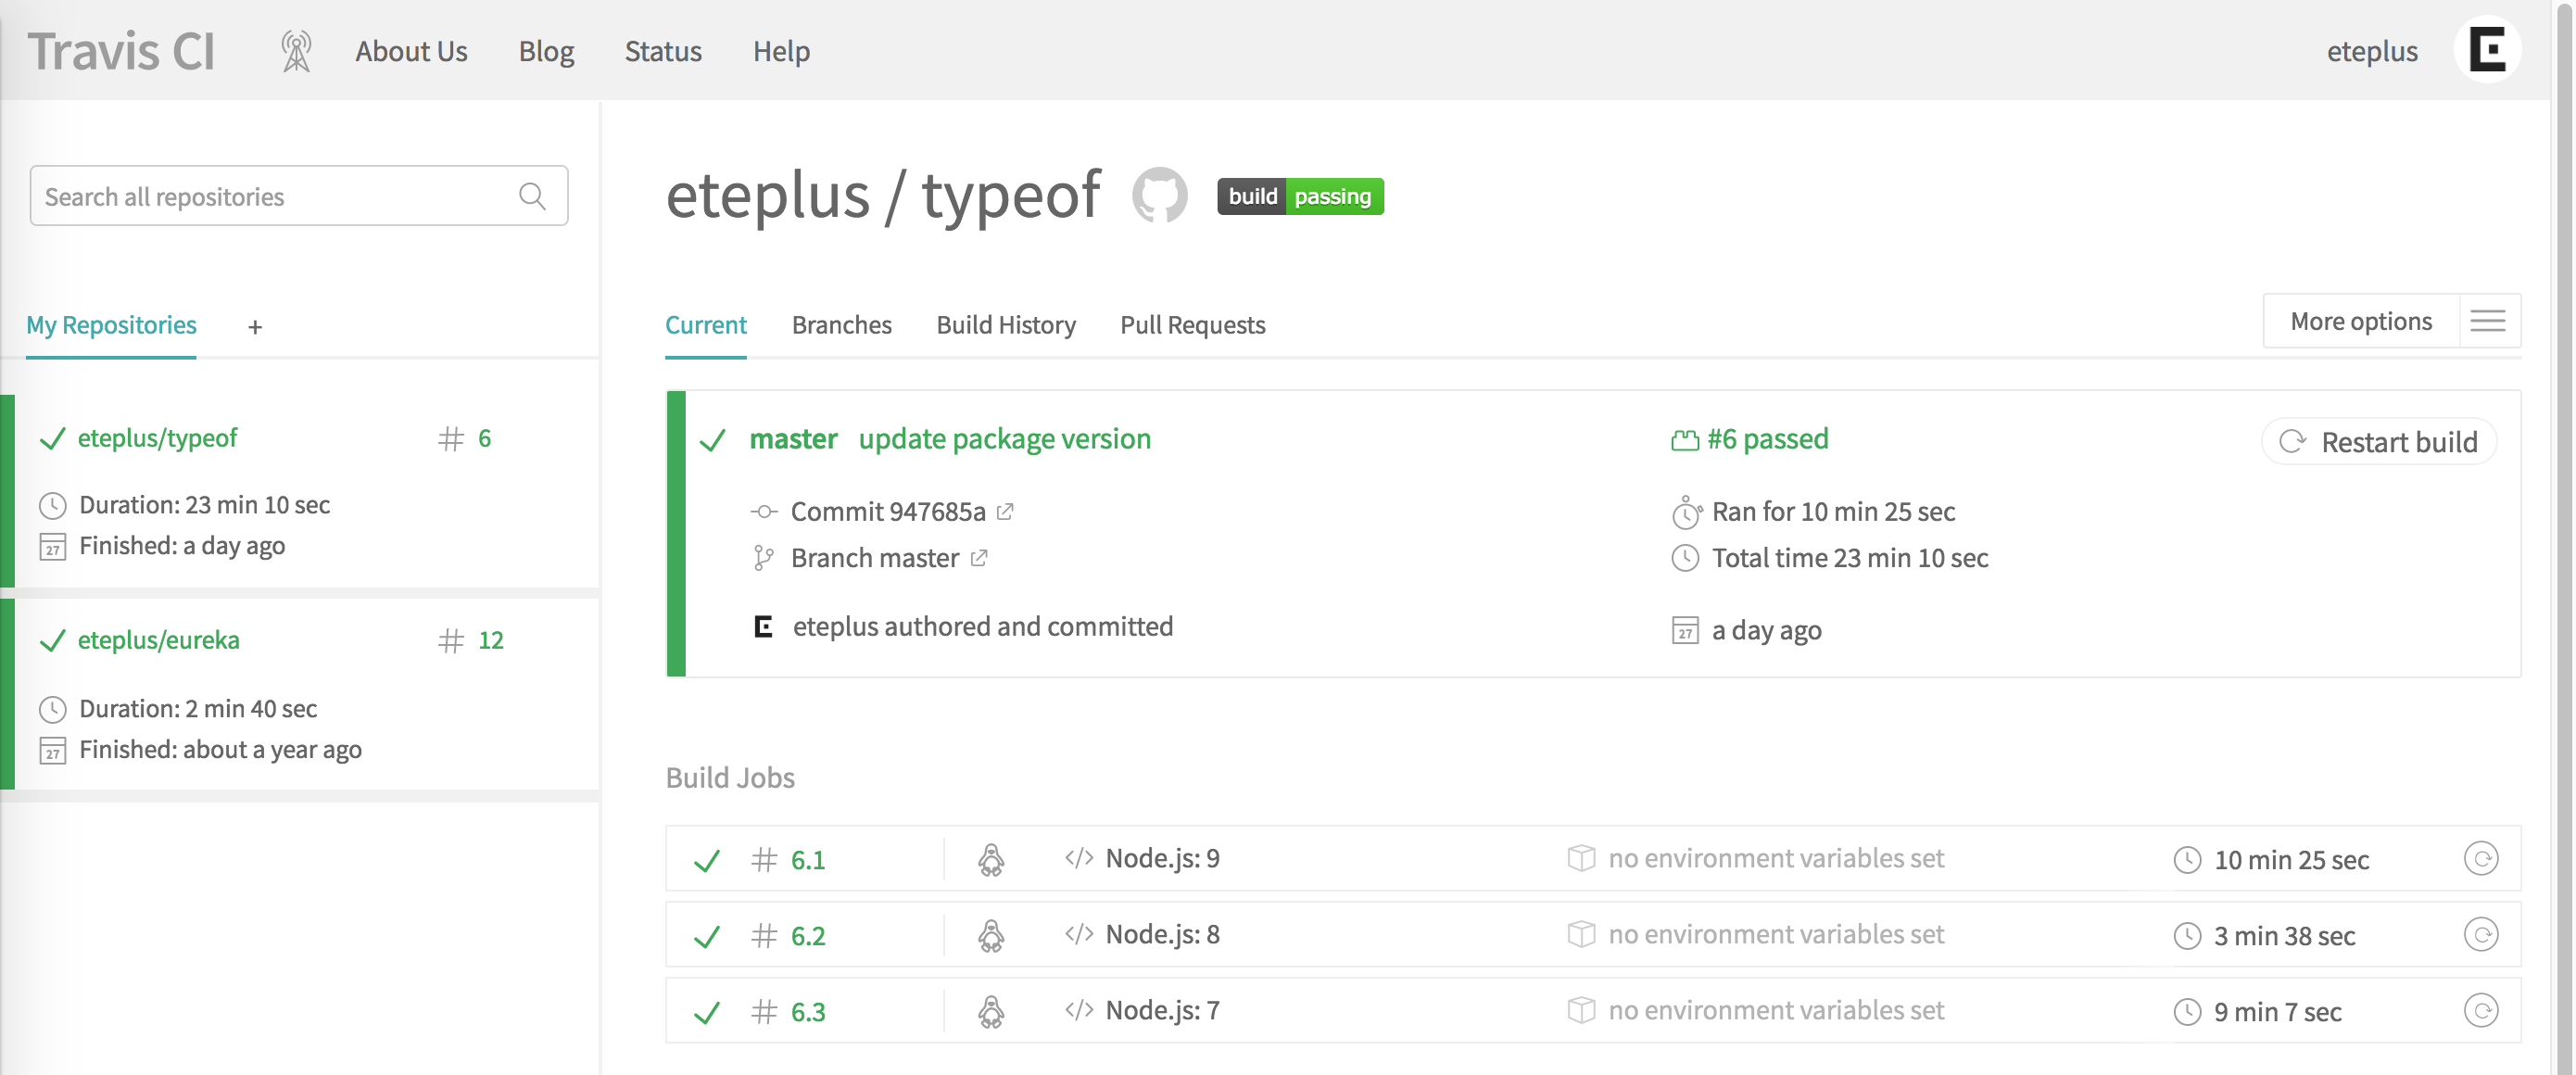 Travis CI About Us Blog Status Help eteplus
Search all repositories
My Repositories +
eteplus/typeof # 6
Duration: 23 min 10 sec
27 Finished: a day ago
eteplus/eureka # 12
Duration: 2 min 40 sec
27 Finished: about a year ago
eteplus / typeof build passing
Current Branches Build History Pull Requests More options
master update package version #6 passed Restart build
Commit 947685a Ran for 10 min 25 sec
Branch master Total time 23 min 10 sec
eteplus authored and committed 27 a day ago
Build Jobs
# 6.1 </> Node.js: 9 no environment variables set 10 min 25 sec
# 6.2 </> Node.js: 8 no environment variables set 3 min 38 sec
# 6.3 </> Node.js: 7 no environment variables set 9 min 7 sec